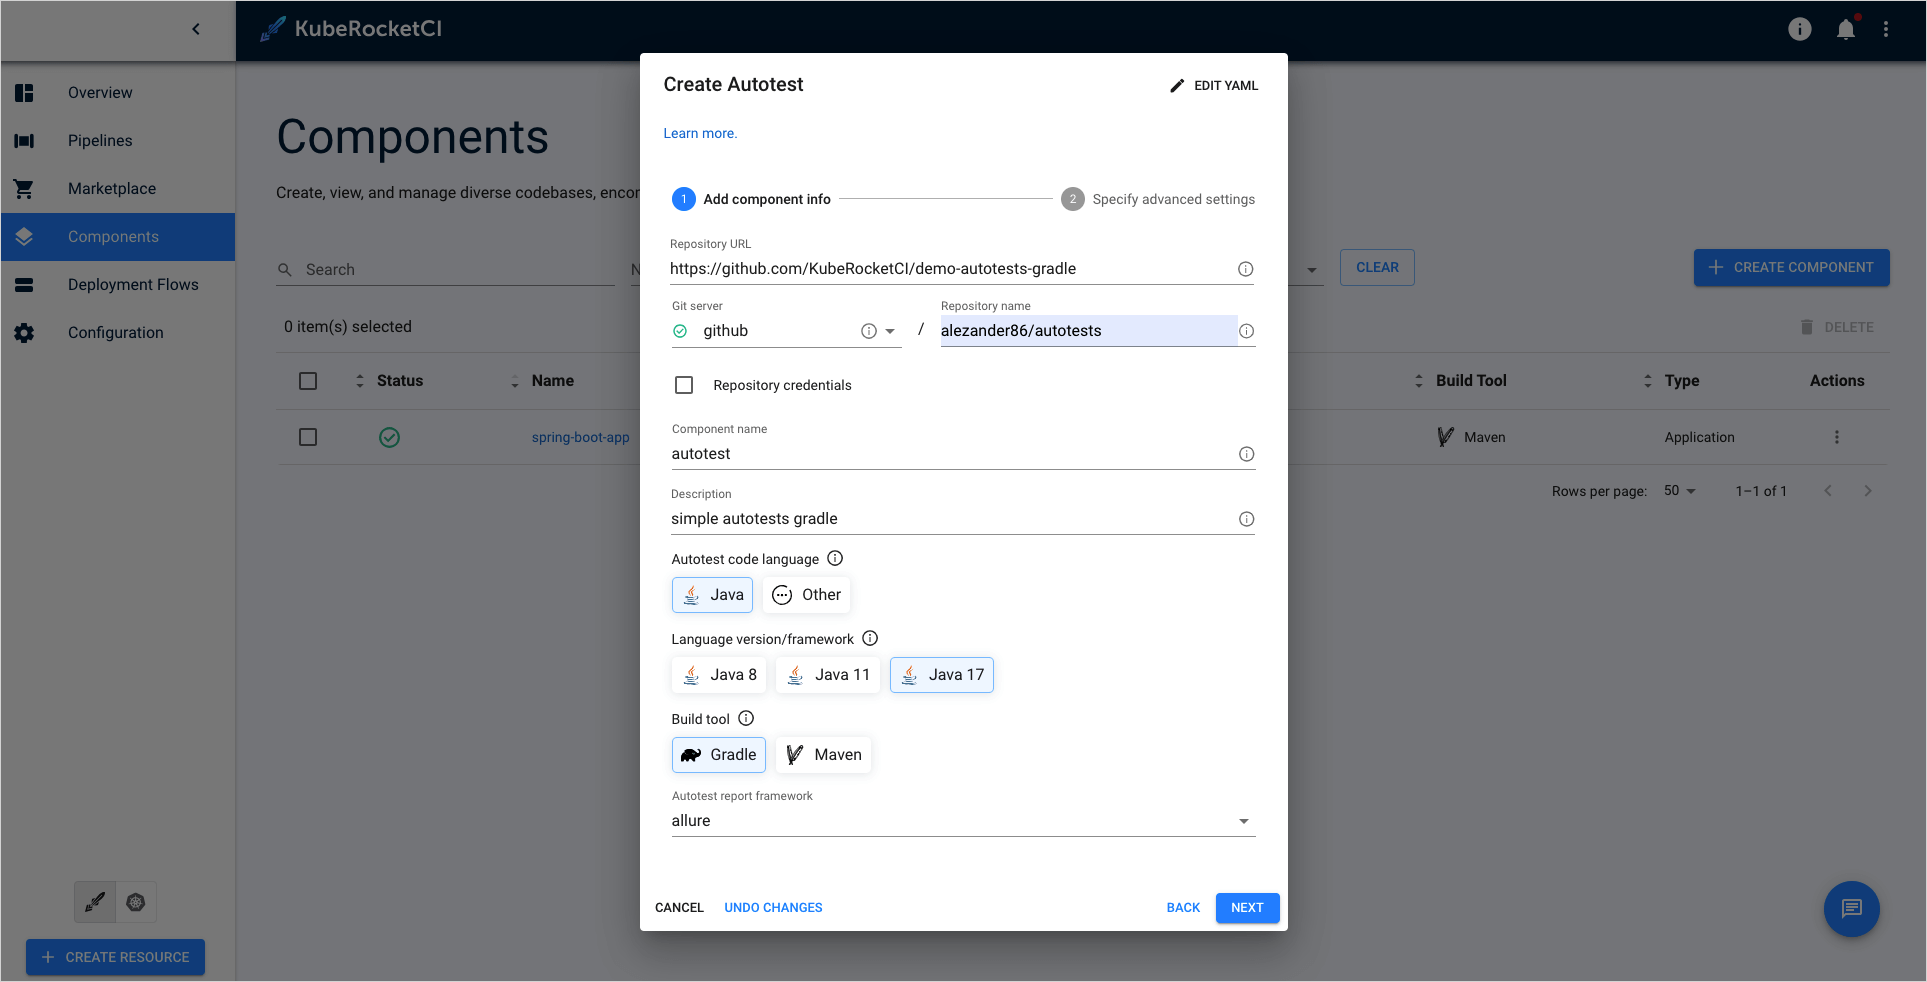 KubeRocketCI
Overview
Pipelines
Marketplace
Components
Deployment Flows
Configuration
CREATE RESOURCE
Components
Create, view, and manage diverse codebases,
Search
CLEAR
CREATE COMPONENT
0 item(s) selected
DELETE
Status Name Build Tool Type Actions
spring-boot-app Maven Application
Rows per page: 50 1–1 of 1
Create Autotest
EDIT YAML
Learn more.
1 Add component info
2 Specify advanced settings
Repository URL
https://github.com/KubeRocketCI/demo-autotests-gradle
Git server
github
/
Repository name
alezander86/autotests
Repository credentials
Component name
autotest
Description
simple autotests gradle
Autotest code language
Java Other
Language version/framework
Java 8 Java 11 Java 17
Build tool
Gradle Maven
Autotest report framework
allure
CANCEL UNDO CHANGES BACK NEXT